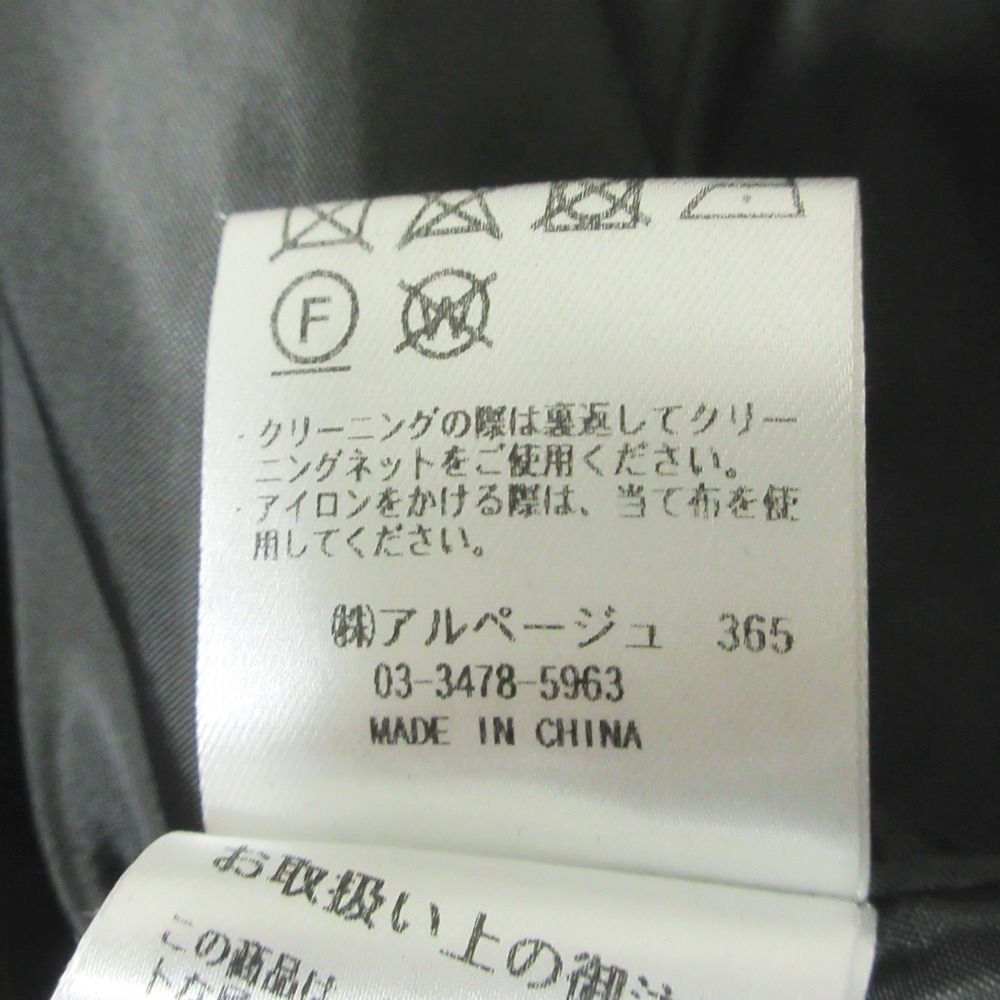 F W
・クリーニングの際は裏返してクリー
ニングネットをご使用ください。
・アイロンをかける際は、当て布を使
用してください。
㈱アルページュ 365
03-3478-5963
MADE IN CHINA
お取扱い上の御注
この商品は